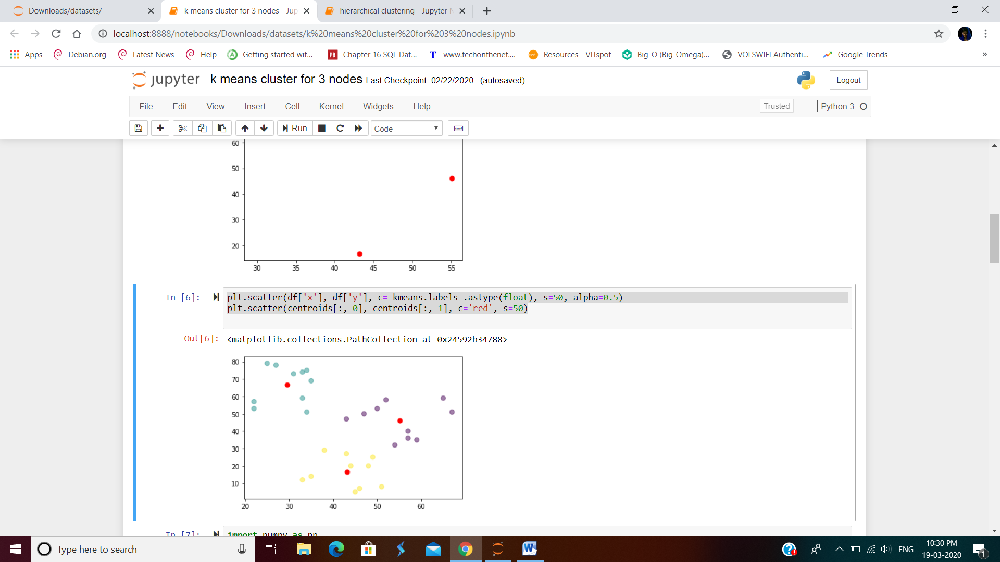 Downloads/datasets/
k means cluster for 3 nodes - Jup
hierarchical clustering - Jupyter N
localhost:8888/notebooks/Downloads/datasets/k%20means%20cluster%20for%203%20nodes.ipynb
Apps
Debian.org
Latest News
Help
Getting started wit...
PB
Chapter 16 SQL Dat...
T
www.techonthenet....
spot
Resources - VITspot
Big-Ω (Big-Omega)...
VOLSWIFI Authenti...
Google Trends
»
jupyter
k means cluster for 3 nodes Last Checkpoint: 02/22/2020 (autosaved)
Logout
File
Edit
View
Insert
Cell
Kernel
Widgets
Help
Trusted
Python 3
Run
Code
60
50
40
30
20
30 35 40 45 50 55
In [6]:
plt.scatter(df['x'], df['y'], c= kmeans.labels_.astype(float), s=50, alpha=0.5)
plt.scatter(centroids[:, 0], centroids[:, 1], c='red', s=50)
Out[6]: <matplotlib.collections.PathCollection at 0x24592b34788>
80
70
60
50
40
30
20
10
20 30 40 50 60
In [7]:
import numpy as np
Type here to search
W
ENG
10:30 PM
19-03-2020
1